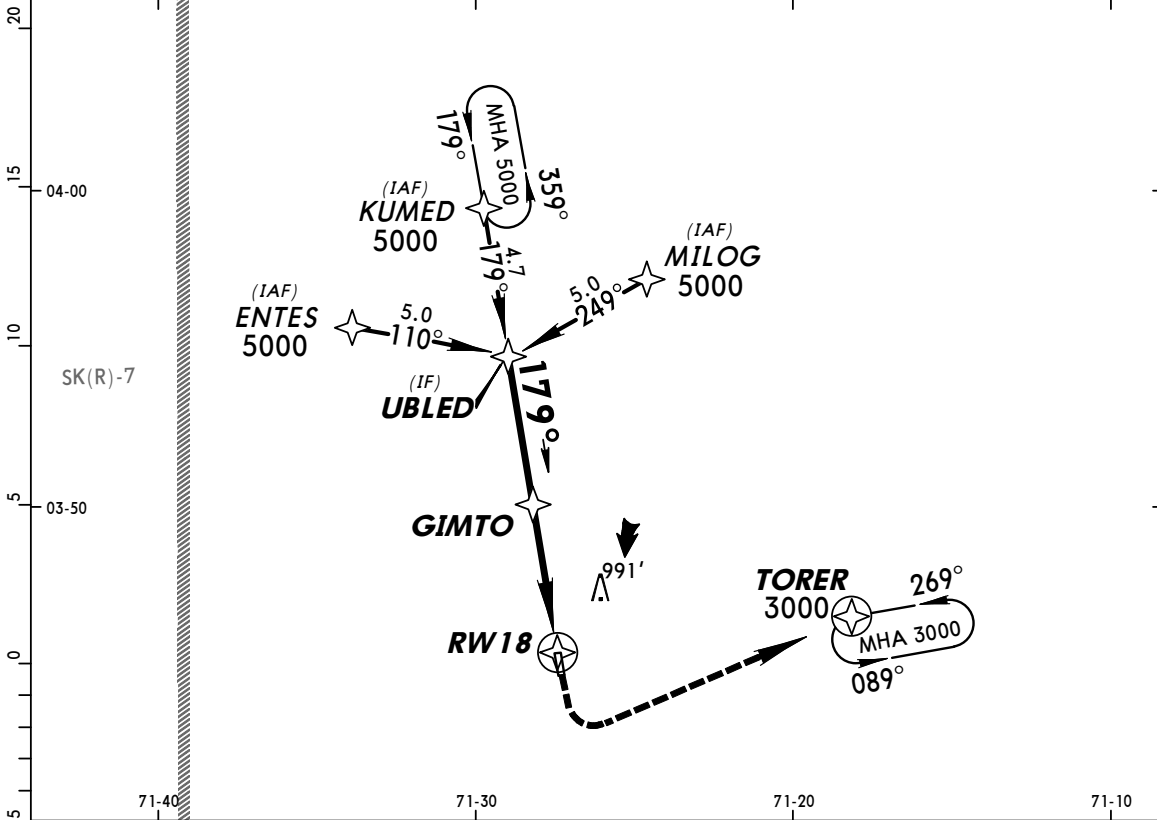 20
15
10
5
0
5
04-00
03-50
71-40
71-30
71-20
71-10
SK(R)-7
MHA 5000
179°
359°
(IAF)
KUMED
5000
4.7
179°
(IAF)
MILOG
5000
5.0
249°
(IAF)
ENTES
5000
5.0
110°
(IF)
UBLED
179°
GIMTO
991'
RW18
TORER
3000
269°
MHA 3000
089°